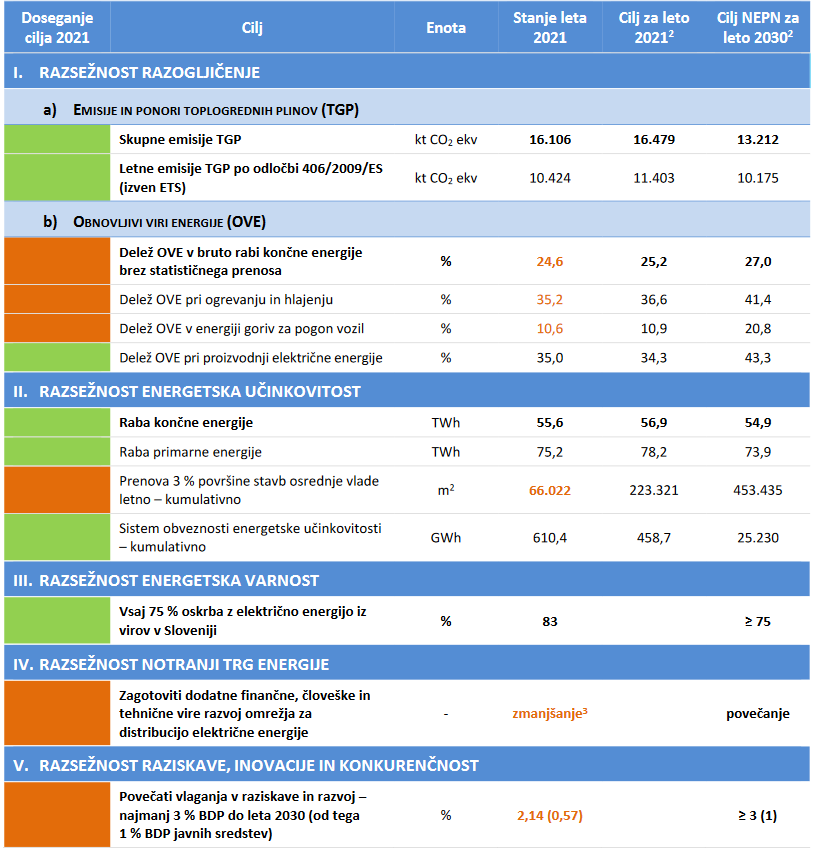 Doseganje cilja 2021 Cilj Enota Stanje leta 2021 Cilj za leto 2021² Cilj NEPN za leto 2030²
I. RAZSEŽNOST RAZOGLJIČENJE
a) EMISIJE IN PONORI TOPLOGREDNIH PLINOV (TGP)
Skupne emisije TGP kt CO₂ ekv 16.106 16.479 13.212
Letne emisije TGP po odločbi 406/2009/ES
(izven ETS) kt CO₂ ekv 10.424 11.403 10.175
b) OBNOVLJIVI VIRI ENERGIJE (OVE)
Delež OVE v bruto rabi končne energije
brez statističnega prenosa % 24,6 25,2 27,0
Delež OVE pri ogrevanju in hlajenju % 35,2 36,6 41,4
Delež OVE v energiji goriv za pogon vozil % 10,6 10,9 20,8
Delež OVE pri proizvodnji električne energije % 35,0 34,3 43,3
II. RAZSEŽNOST ENERGETSKA UČINKOVITOST
Raba končne energije TWh 55,6 56,9 54,9
Raba primarne energije TWh 75,2 78,2 73,9
Prenova 3 % površine stavb osrednje vlade
letno – kumulativno m² 66.022 223.321 453.435
Sistem obveznosti energetske učinkovitosti
– kumulativno GWh 610,4 458,7 25.230
III. RAZSEŽNOST ENERGETSKA VARNOST
Vsaj 75 % oskrba z električno energijo iz
virov v Sloveniji % 83 ≥ 75
IV. RAZSEŽNOST NOTRANJI TRG ENERGIJE
Zagotoviti dodatne finančne, človeške in
tehnične vire razvoj omrežja za
distribucijo električne energije - zmanjšanje³ povečanje
V. RAZSEŽNOST RAZISKAVE, INOVACIJE IN KONKURENČNOST
Povečati vlaganja v raziskave in razvoj –
najmanj 3 % BDP do leta 2030 (od tega
1 % BDP javnih sredstev) % 2,14 (0,57) ≥ 3 (1)